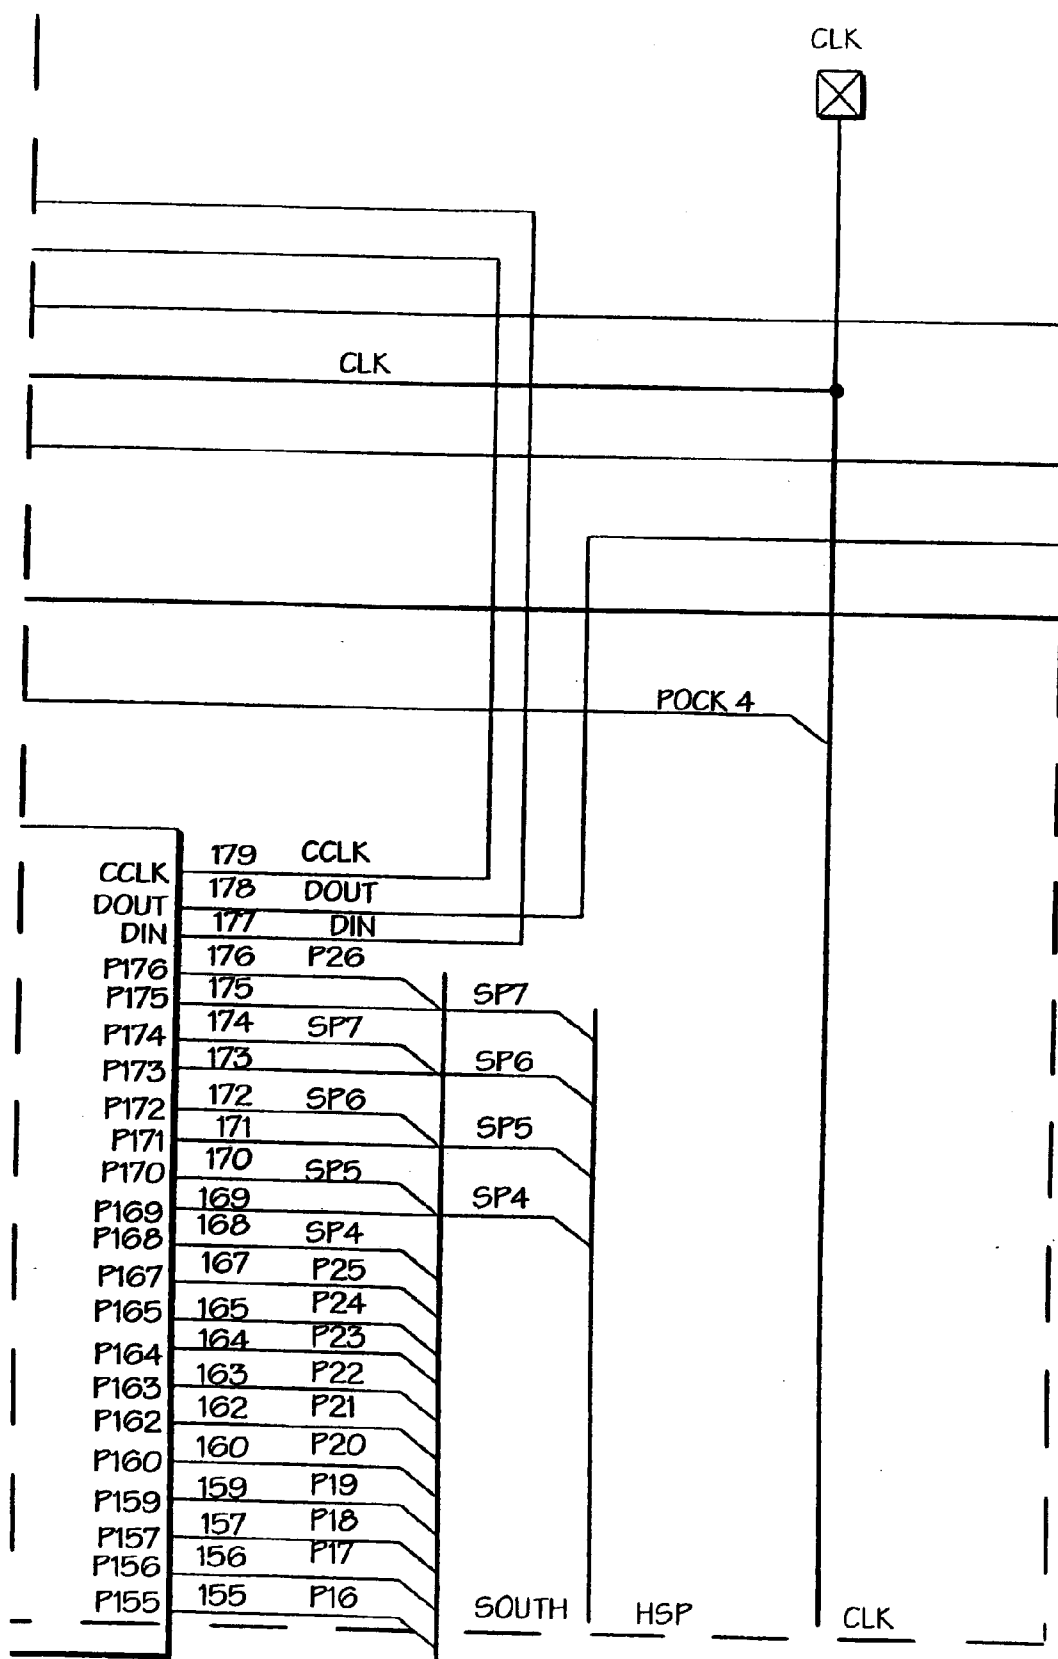 CLK
CLK
POCK 4
CCLK 179 CCLK
DOUT 178 DOUT
DIN 177 DIN
P176 176 P26
P175 175 SP7
P174 174 SP7
P173 173 SP6
P172 172 SP6
P171 171 SP5
P170 170 SP5
P169 169 SP4
P168 168 SP4
P167 167 P25
P165 165 P24
P164 164 P23
P163 163 P22
P162 162 P21
P160 160 P20
P159 159 P19
P157 157 P18
P156 156 P17
P155 155 P16
SOUTH HSP CLK